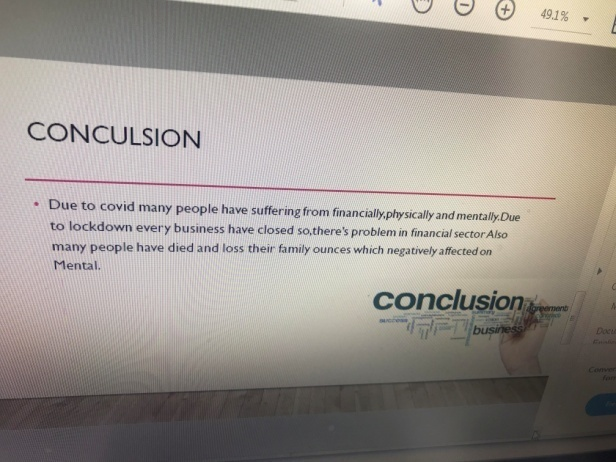 49.1%
CONCULSION
• Due to covid many people have suffering from financially,physically and mentally.Due
to lockdown every business have closed so,there's problem in financial sector Also
many people have died and loss their family ounces which negatively affected on
Mental.
conclusion
agreement
success
business